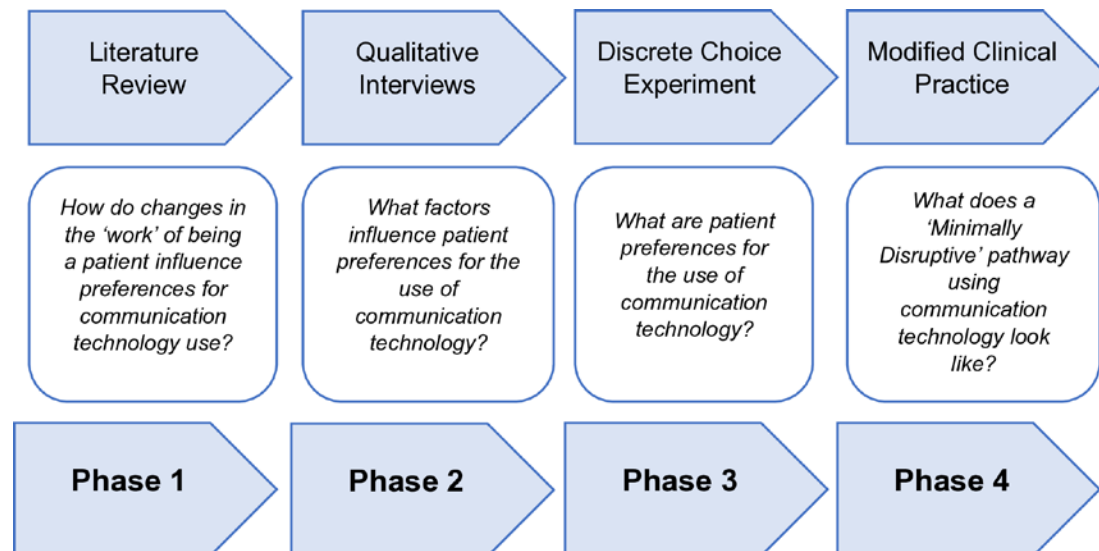 Literature
Review
Qualitative
Interviews
Discrete Choice
Experiment
Modified Clinical
Practice
How do changes in
the ‘work’ of being
a patient influence
preferences for
communication
technology use?
What factors
influence patient
preferences for the
use of
communication
technology?
What are patient
preferences for
the use of
communication
technology?
What does a
‘Minimally
Disruptive’ pathway
using
communication
technology look
like?
Phase 1
Phase 2
Phase 3
Phase 4